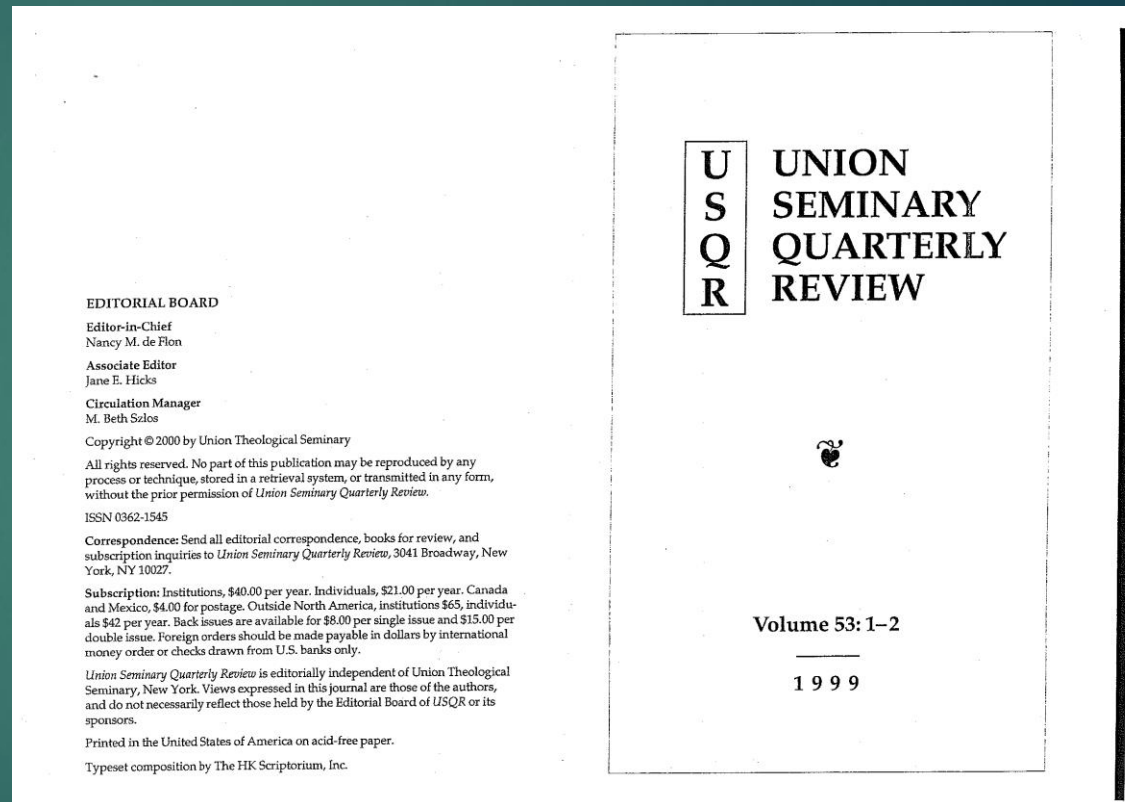 EDITORIAL BOARD
Editor-in-Chief
Nancy M. de Flon
Associate Editor
Jane E. Hicks
Circulation Manager
M. Beth Szlos
Copyright © 2000 by Union Theological Seminary
All rights reserved. No part of this publication may be reproduced by any
process or technique, stored in a retrieval system, or transmitted in any form,
without the prior permission of Union Seminary Quarterly Review.
ISSN 0362-1545
Correspondence: Send all editorial correspondence, books for review, and
subscription inquiries to Union Seminary Quarterly Review, 3041 Broadway, New
York, NY 10027.
Subscription: Institutions, $40.00 per year. Individuals, $21.00 per year. Canada
and Mexico, $4.00 for postage. Outside North America, institutions $65, individu-
als $42 per year. Back issues are available for $8.00 per single issue and $15.00 per
double issue. Foreign orders should be made payable in dollars by international
money order or checks drawn from U.S. banks only.
Union Seminary Quarterly Review is editorially independent of Union Theological
Seminary, New York. Views expressed in this journal are those of the authors,
and do not necessarily reflect those held by the Editorial Board of USQR or its
sponsors.
Printed in the United States of America on acid-free paper.
Typeset composition by The HK Scriptorium, Inc.
U UNION
S SEMINARY
Q QUARTERLY
R REVIEW
Volume 53: 1–2
1999